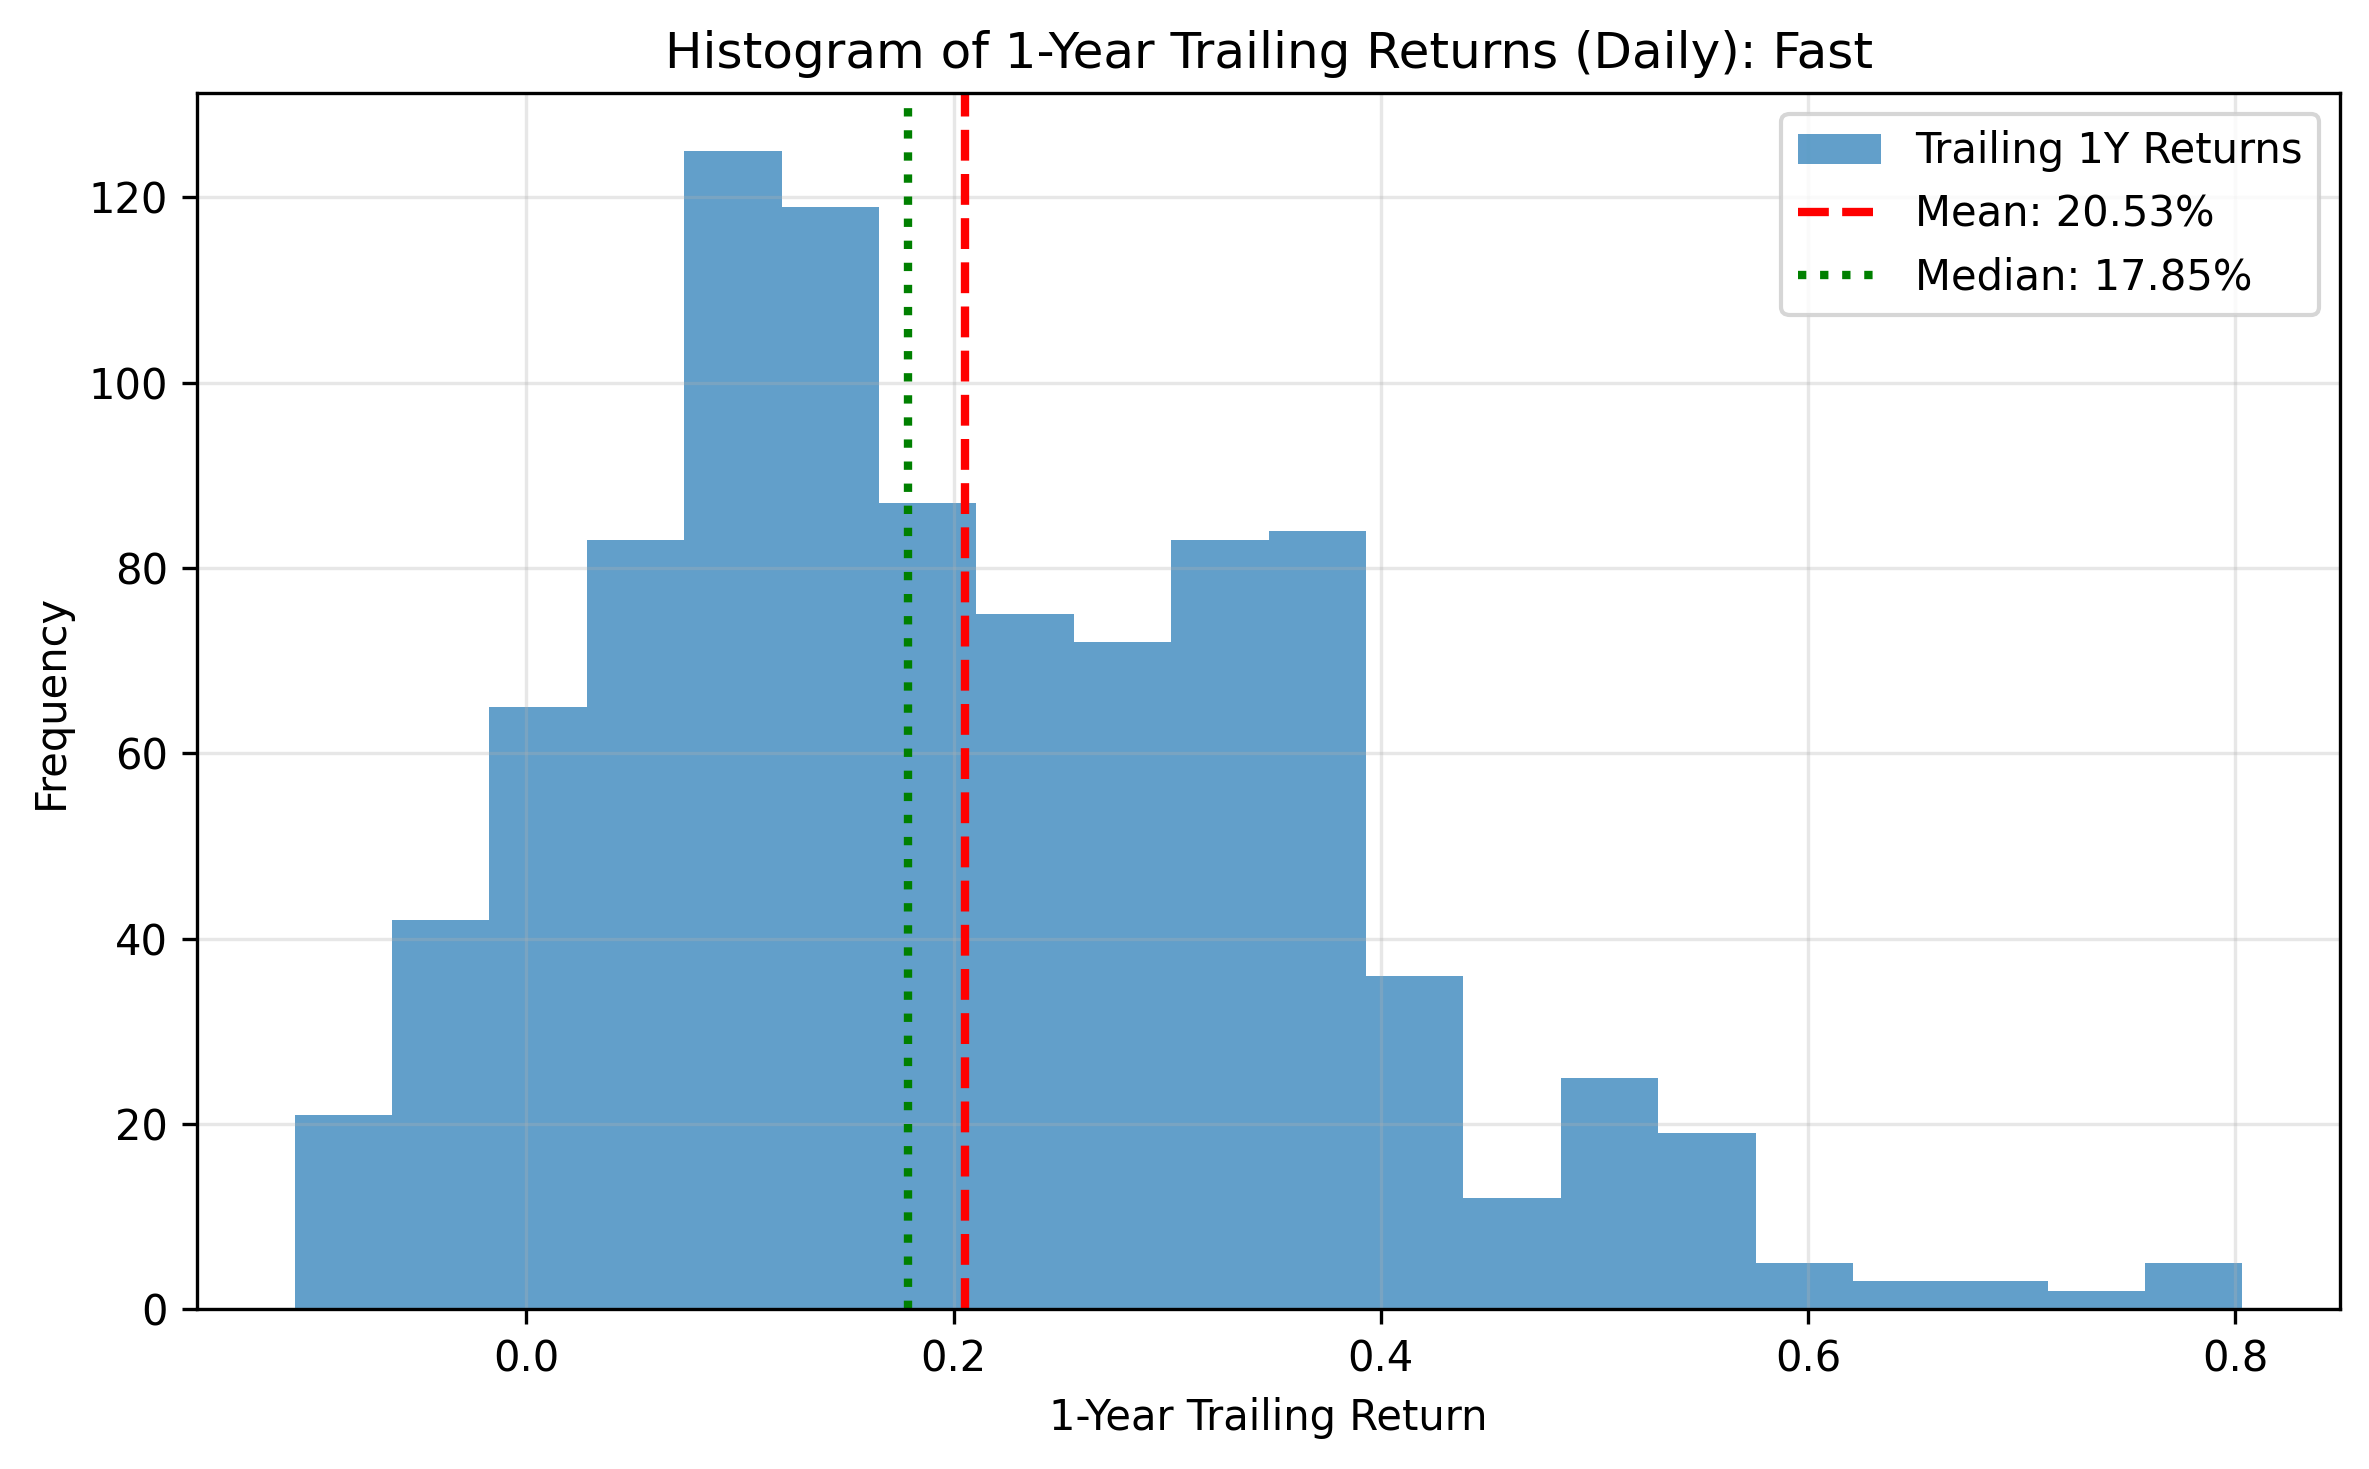 Histogram of 1-Year Trailing Returns (Daily): Fast
Trailing 1Y Returns
Mean: 20.53%
Median: 17.85%
120
100
80
60
40
20
0
Frequency
0.0 0.2 0.4 0.6 0.8
1-Year Trailing Return